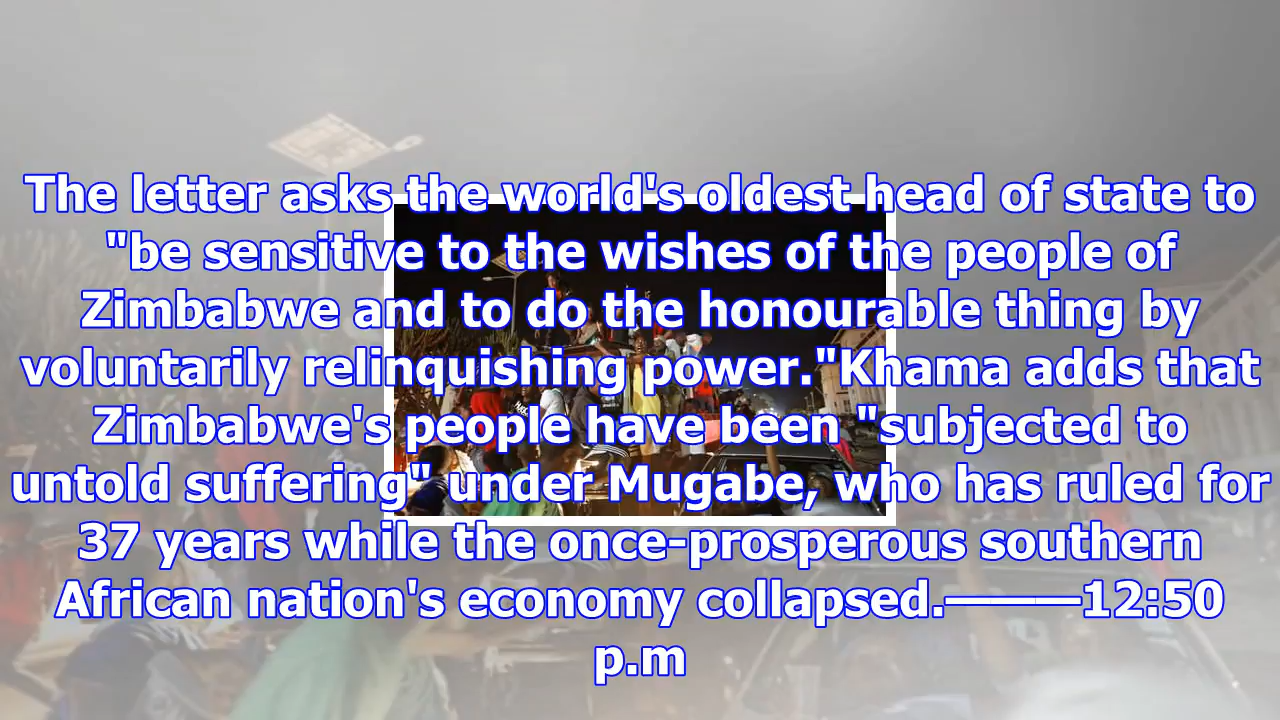 The letter asks the world's oldest head of state to
"be sensitive to the wishes of the people of
Zimbabwe and to do the honourable thing by
voluntarily relinquishing power."Khama adds that
Zimbabwe's people have been "subjected to
untold suffering" under Mugabe, who has ruled for
37 years while the once-prosperous southern
African nation's economy collapsed.———12:50
p.m